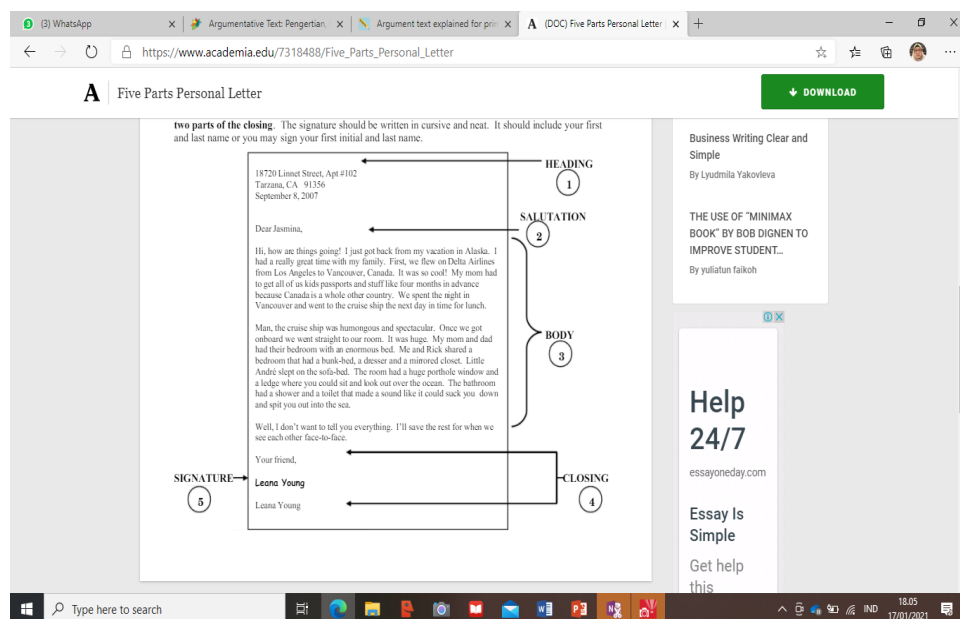 (3) WhatsApp
Argumentative Text: Pengertian,
Argument text explained for prim
(DOC) Five Parts Personal Letter
https://www.academia.edu/7318488/Five_Parts_Personal_Letter
A
Five Parts Personal Letter
DOWNLOAD
two parts of the closing. The signature should be written in cursive and neat. It should include your first
and last name or you may sign your first initial and last name.
HEADING
1
18720 Linnet Street, Apt #102
Tarzana, CA 91356
September 8, 2007
SALUTATION
2
Dear Jasmina,
Hi, how are things going! I just got back from my vacation in Alaska. I
had a really great time with my family. First, we flew on Delta Airlines
from Los Angeles to Vancouver, Canada. It was so cool! My mom had
to get all of us kids passports and stuff like four months in advance
because Canada is a whole other country. We spent the night in
Vancouver and went to the cruise ship the next day in time for lunch.
Man, the cruise ship was humongous and spectacular. Once we got
onboard we went straight to our room. It was huge. My mom and dad
had their bedroom with an enormous bed. Me and Rick shared a
bedroom that had a bunk-bed, a dresser and a mirrored closet. Little
André slept on the sofa-bed. The room had a huge porthole window and
a ledge where you could sit and look out over the ocean. The bathroom
had a shower and a toilet that made a sound like it could suck you down
and spit you out into the sea.
BODY
3
Well, I don't want to tell you everything. I'll save the rest for when we
see each other face-to-face.
Your friend,
SIGNATURE
5
Leana Young
CLOSING
4
Leana Young
Business Writing Clear and
Simple
By Lyudmila Yakovleva
THE USE OF "MINIMAX
BOOK" BY BOB DIGNEN TO
IMPROVE STUDENT...
By yuliatun faikoh
Help
24/7
essayoneday.com
Essay Is
Simple
Get help
this
Type here to search
IND
18.05
17/01/2021